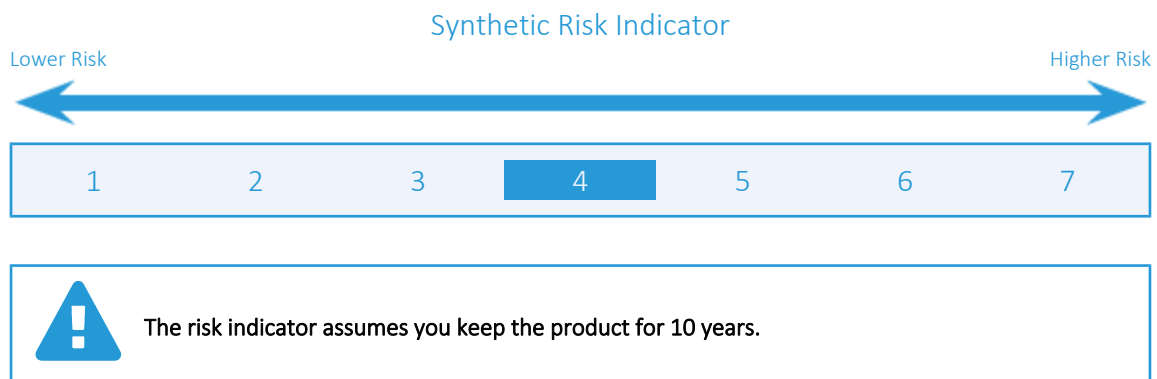 Synthetic Risk Indicator
Lower Risk Higher Risk
1 2 3 4 5 6 7
The risk indicator assumes you keep the product for 10 years.